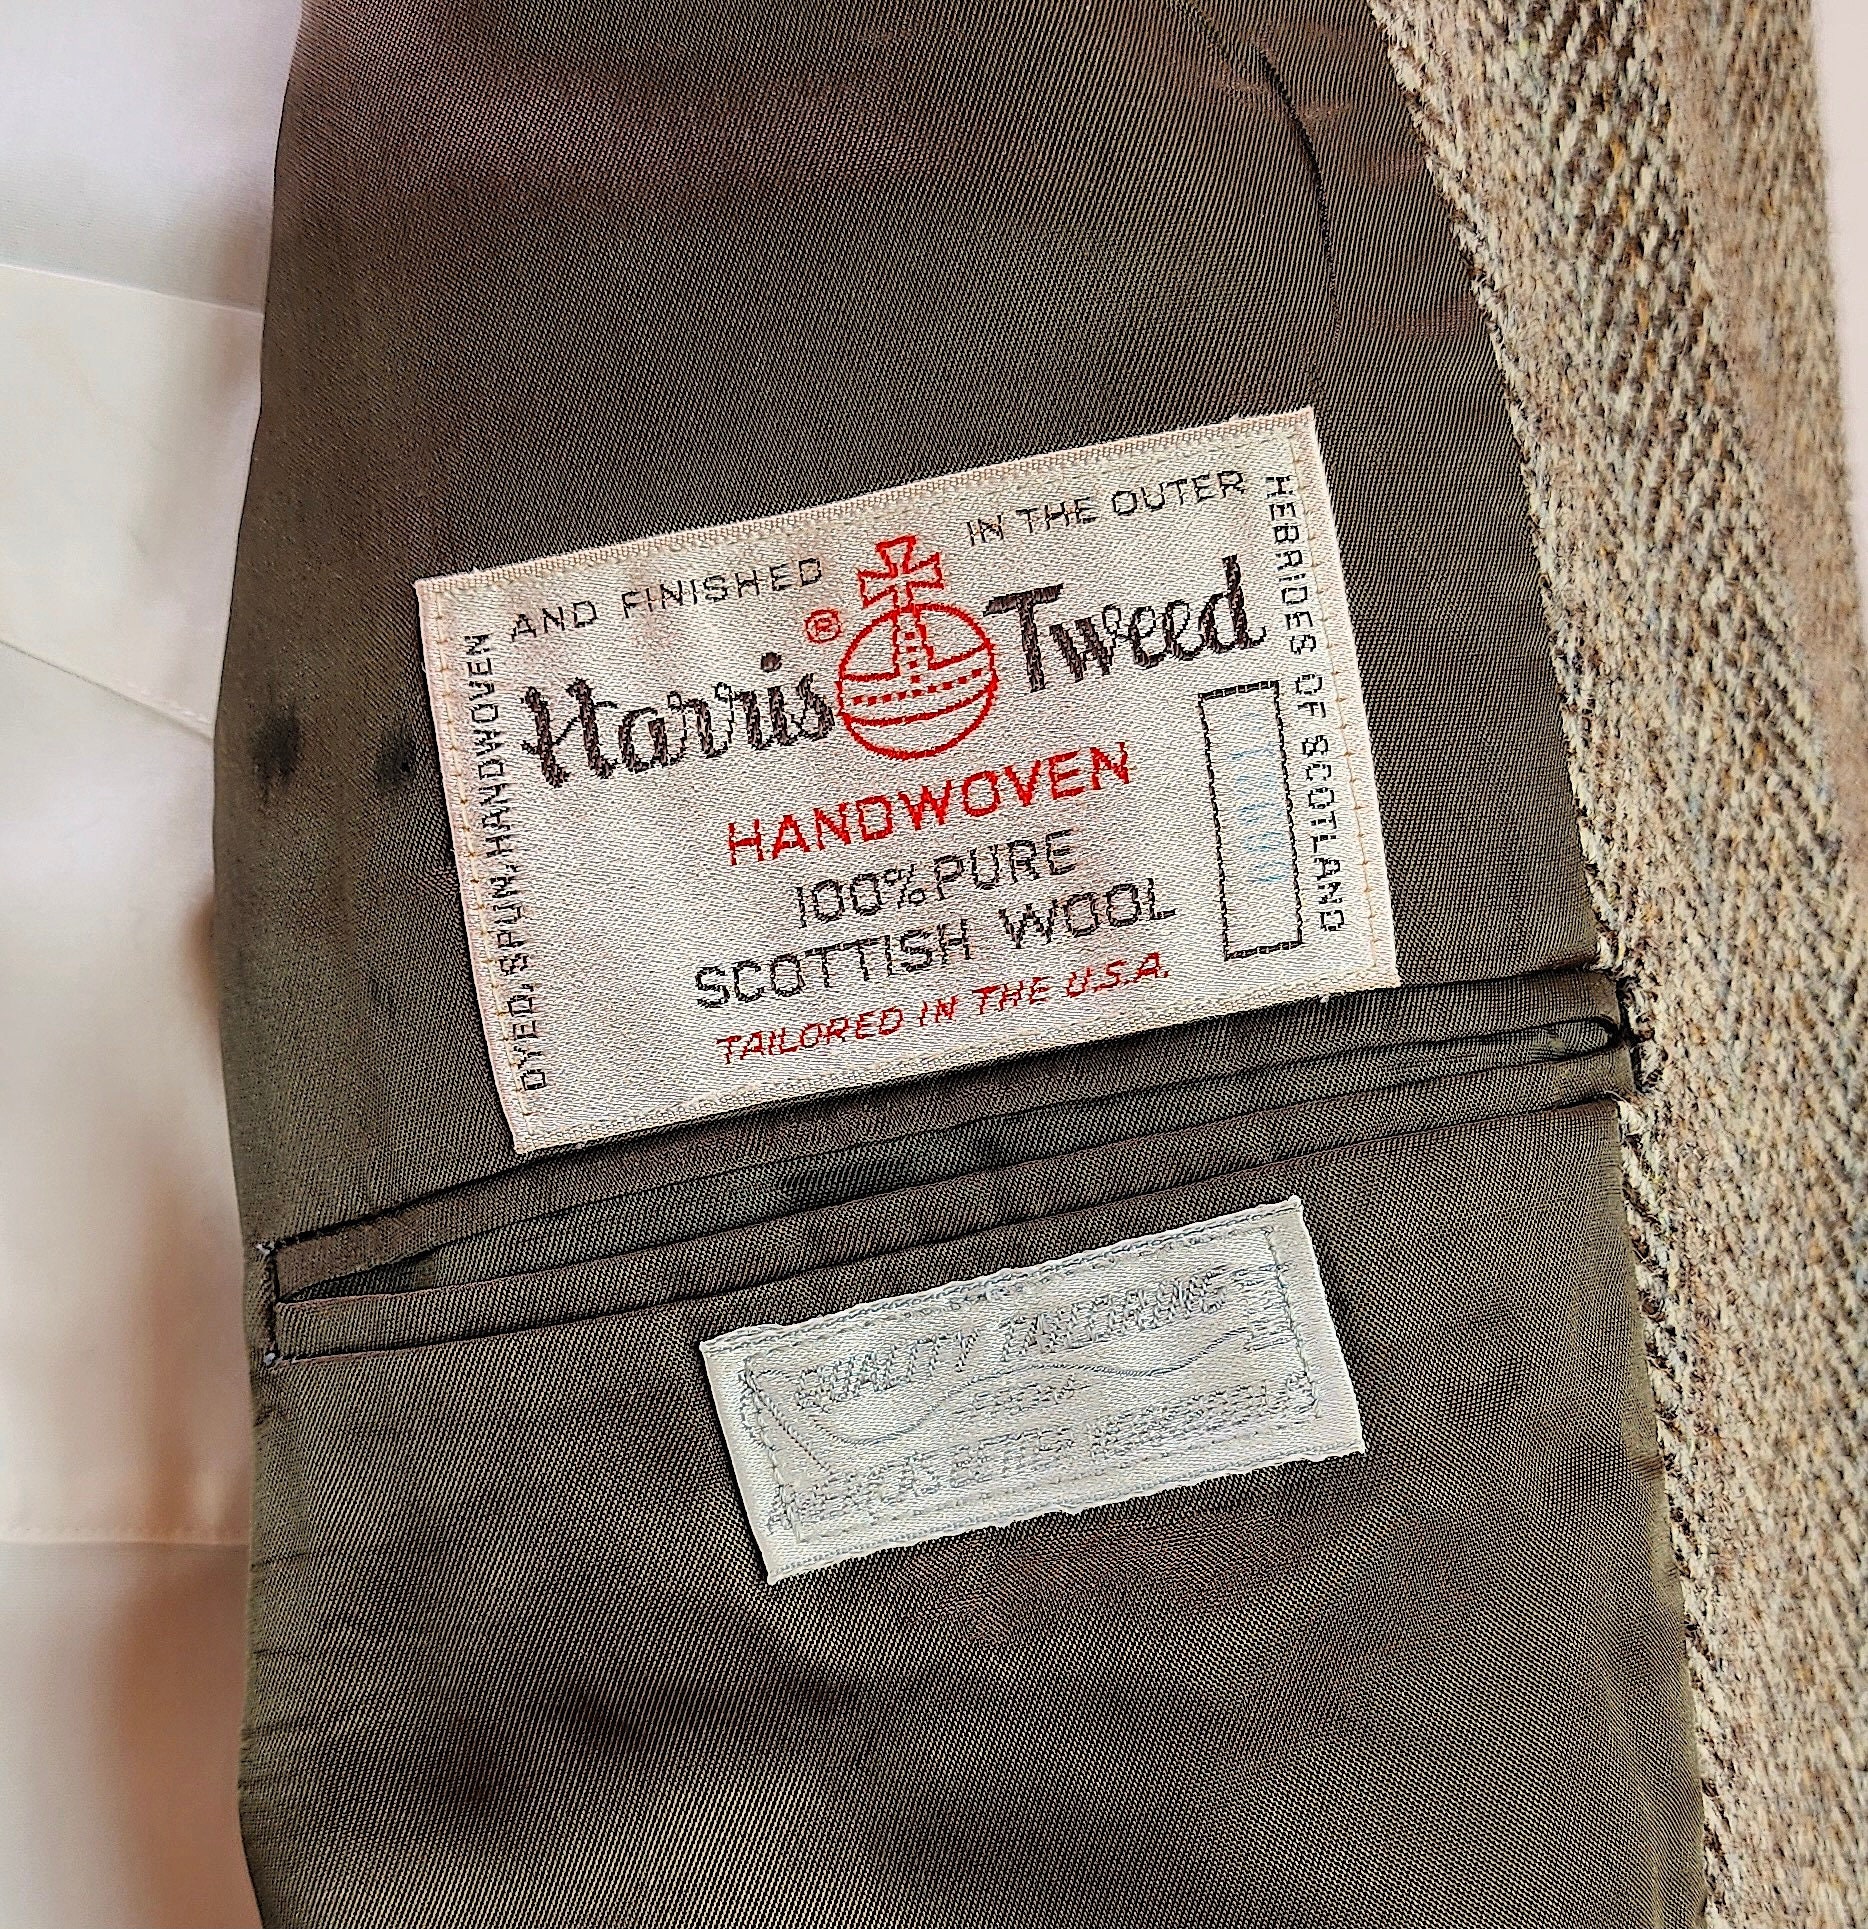 DYED, SPUN, HANDWOVEN
AND FINISHED
IN THE OUTER
HEBRIDES OF SCOTLAND
Harris Tweed
®
HANDWOVEN
100% PURE
SCOTTISH WOOL
TAILORED IN THE U.S.A.
QUALITY